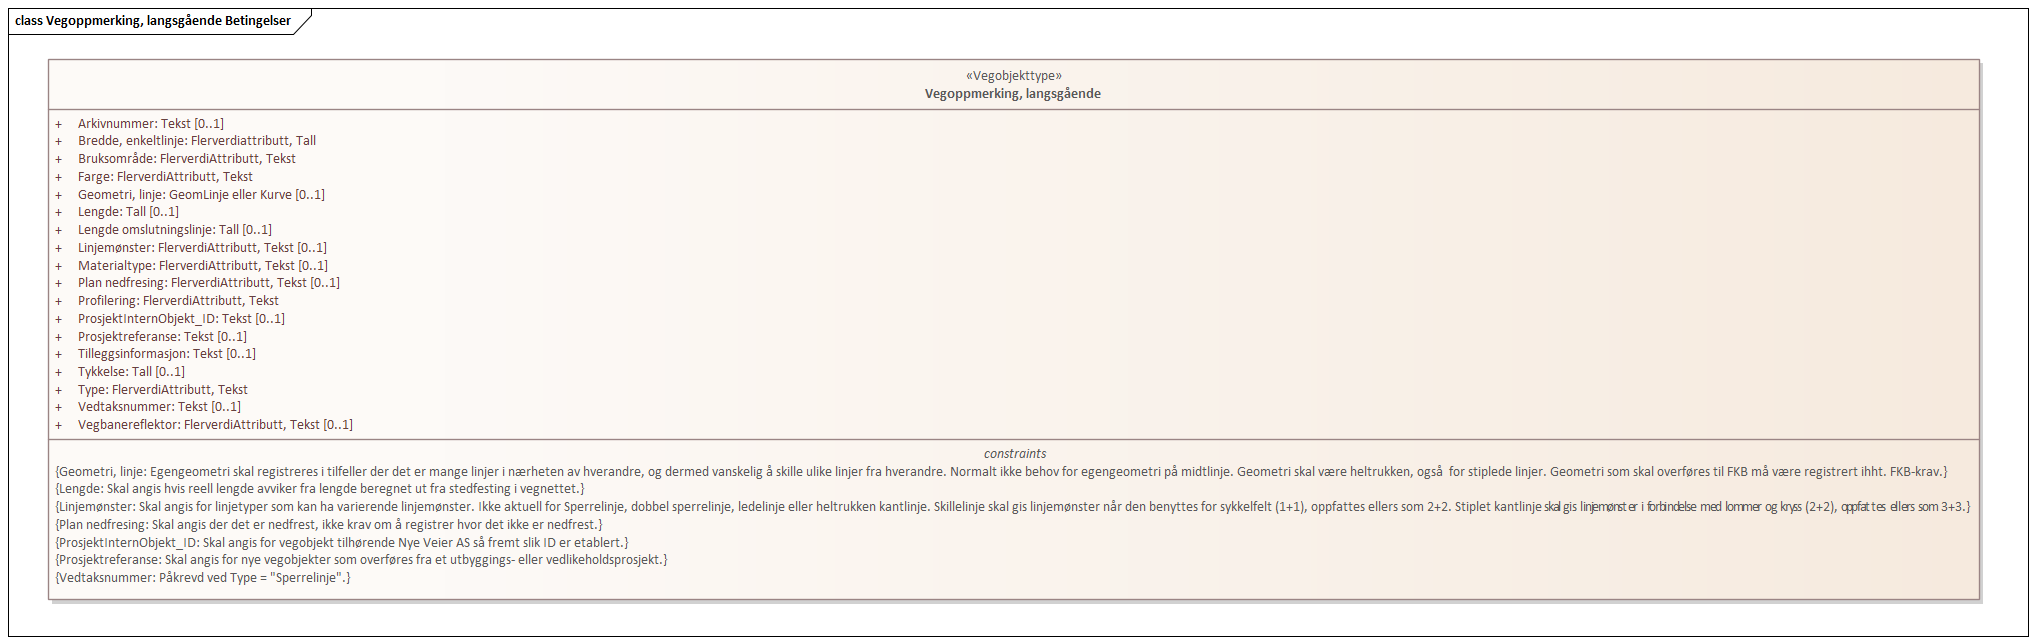 class Vegoppmerking, langsgående Betingelser
«Vegobjekttype»
Vegoppmerking, langsgående
+ Arkivnummer: Tekst [0..1]
+ Bredde, enkeltlinje: Flerverdiattributt, Tall
+ Bruksområde: FlerverdiAttributt, Tekst
+ Farge: FlerverdiAttributt, Tekst
+ Geometri, linje: GeomLinje eller Kurve [0..1]
+ Lengde: Tall [0..1]
+ Lengde omslutningslinje: Tall [0..1]
+ Linjemønster: FlerverdiAttributt, Tekst [0..1]
+ Materialtype: FlerverdiAttributt, Tekst [0..1]
+ Plan nedfresing: FlerverdiAttributt, Tekst [0..1]
+ Profilering: FlerverdiAttributt, Tekst
+ ProsjektInternObjekt_ID: Tekst [0..1]
+ Prosjektreferanse: Tekst [0..1]
+ Tilleggsinformasjon: Tekst [0..1]
+ Tykkelse: Tall [0..1]
+ Type: FlerverdiAttributt, Tekst
+ Vedtaksnummer: Tekst [0..1]
+ Vegbanereflektor: FlerverdiAttributt, Tekst [0..1]
constraints
{Geometri, linje: Egengeometri skal registreres i tilfeller der det er mange linjer i nærheten av hverandre, og dermed vanskelig å skille ulike linjer fra hverandre. Normalt ikke behov for egengeometri på midtlinje. Geometri skal være heltrukken, også  for stiplede linjer. Geometri som skal overføres til FKB må være registrert ihht. FKB-krav.}
{Lengde: Skal angis hvis reell lengde avviker fra lengde beregnet ut fra stedfesting i vegnettet.}
{Linjemønster: Skal angis for linjetyper som kan ha varierende linjemønster. Ikke aktuell for Sperrelinje, dobbel sperrelinje, ledelinje eller heltrukken kantlinje. Skillelinje skal gis linjemønster når den benyttes for sykkelfelt (1+1), oppfattes ellers som 2+2. Stiplet kantlinje skal gis linjemønster i forbindelse med lommer og kryss (2+2), oppfattes ellers som 3+3.}
{Plan nedfresing: Skal angis der det er nedfrest, ikke krav om å registrer hvor det ikke er nedfrest.}
{ProsjektInternObjekt_ID: Skal angis for vegobjekt tilhørende Nye Veier AS så fremt slik ID er etablert.}
{Prosjektreferanse: Skal angis for nye vegobjekter som overføres fra et utbyggings- eller vedlikeholdsprosjekt.}
{Vedtaksnummer: Påkrevd ved Type = "Sperrelinje".}